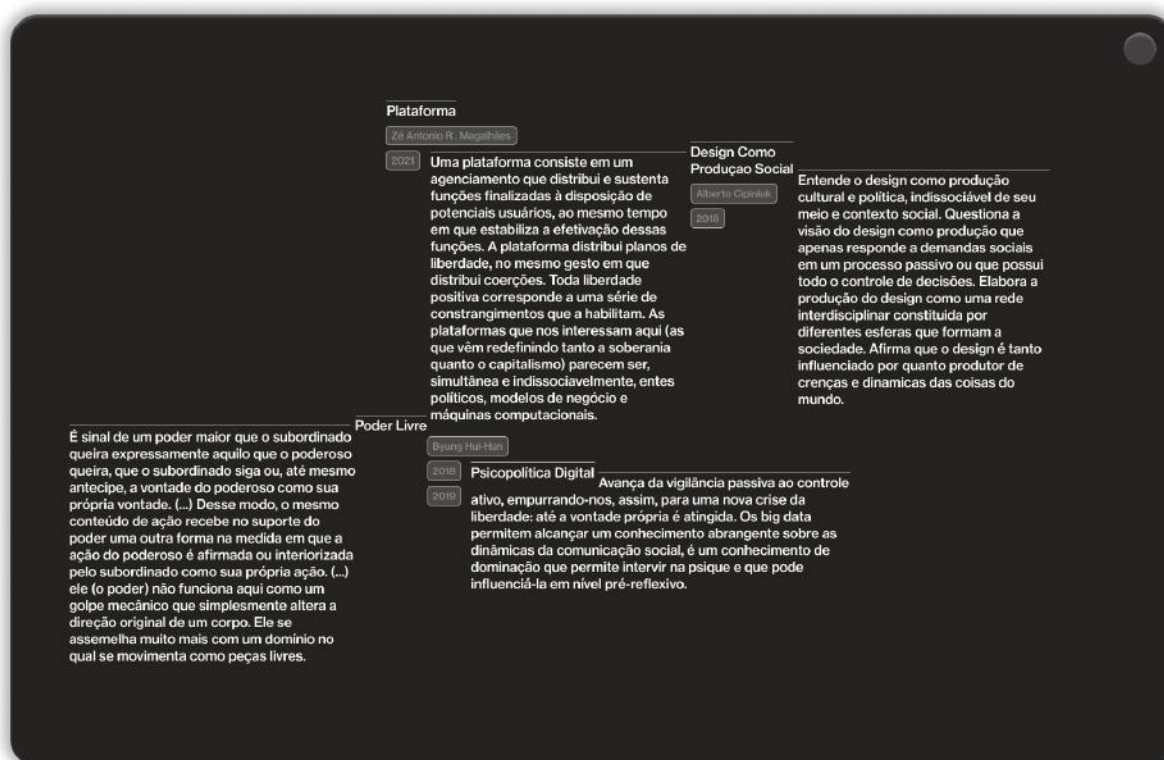 Plataforma
Zé Antonio R . Magalhães
2021
Uma plataforma consiste em um
agenciamento que distribui e sustenta
funções finalizadas à disposição de
potenciais usuários, ao mesmo tempo
em que estabiliza a efetivação dessas
funções. A plataforma distribui planos de
liberdade, no mesmo gesto em que
distribui coerções. Toda liberdade
positiva corresponde a uma série de
constrangimentos que a habilitam. As
plataformas que nos interessam aqui (as
que vêm redefinindo tanto a soberania
quanto o capitalismo) parecem ser,
simultânea e indissociavelmente, entes
políticos, modelos de negócio e
máquinas computacionais.
Design Como
Produçao Social
Alberto Cipiniuk
2018
Entende o design como produção
cultural e política, indissociável de seu
meio e contexto social. Questiona a
visão do design como produção que
apenas responde a demandas sociais
em um processo passivo ou que possui
todo o controle de decisões. Elabora a
produção do design como uma rede
interdisciplinar constituida por
diferentes esferas que formam a
sociedade. Afirma que o design é tanto
influenciado por quanto produtor de
crenças e dinamicas das coisas do
mundo.
Poder Livre
É sinal de um poder maior que o subordinado
queira expressamente aquilo que o poderoso
queira, que o subordinado siga ou, até mesmo
antecipe, a vontade do poderoso como sua
própria vontade. (...) Desse modo, o mesmo
conteúdo de ação recebe no suporte do
poder uma outra forma na medida em que a
ação do poderoso é afirmada ou interiorizada
pelo subordinado como sua própria ação. (...)
ele (o poder) não funciona aqui como um
golpe mecânico que simplesmente altera a
direção original de um corpo. Ele se
assemelha muito mais com um domínio no
qual se movimenta como peças livres.
Byung Hul-Han
2018
2019
Psicopolítica Digital
Avança da vigilância passiva ao controle
ativo, empurrando-nos, assim, para uma nova crise da
liberdade: até a vontade própria é atingida. Os big data
permitem alcançar um conhecimento abrangente sobre as
dinâmicas da comunicação social, é um conhecimento de
dominação que permite intervir na psique e que pode
influenciá-la em nível pré-reflexivo.